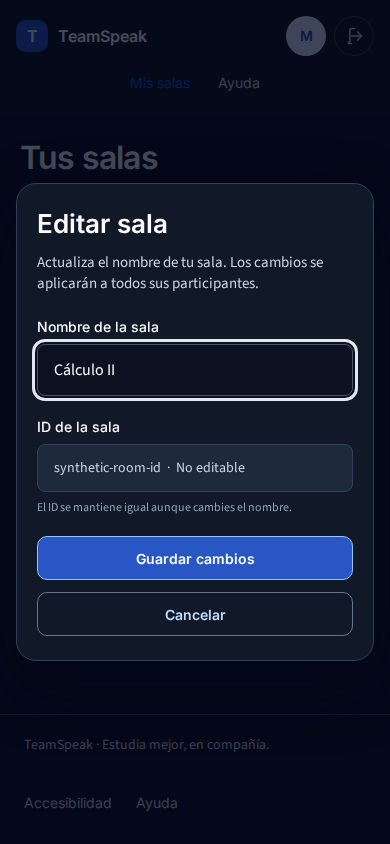 T TeamSpeak M
Mis salas Ayuda
Tus salas
Editar sala
Actualiza el nombre de tu sala. Los cambios se
aplicarán a todos sus participantes.
Nombre de la sala
Cálculo II
ID de la sala
synthetic-room-id · No editable
El ID se mantiene igual aunque cambies el nombre.
Guardar cambios
Cancelar
TeamSpeak · Estudia mejor, en compañía.
Accesibilidad Ayuda